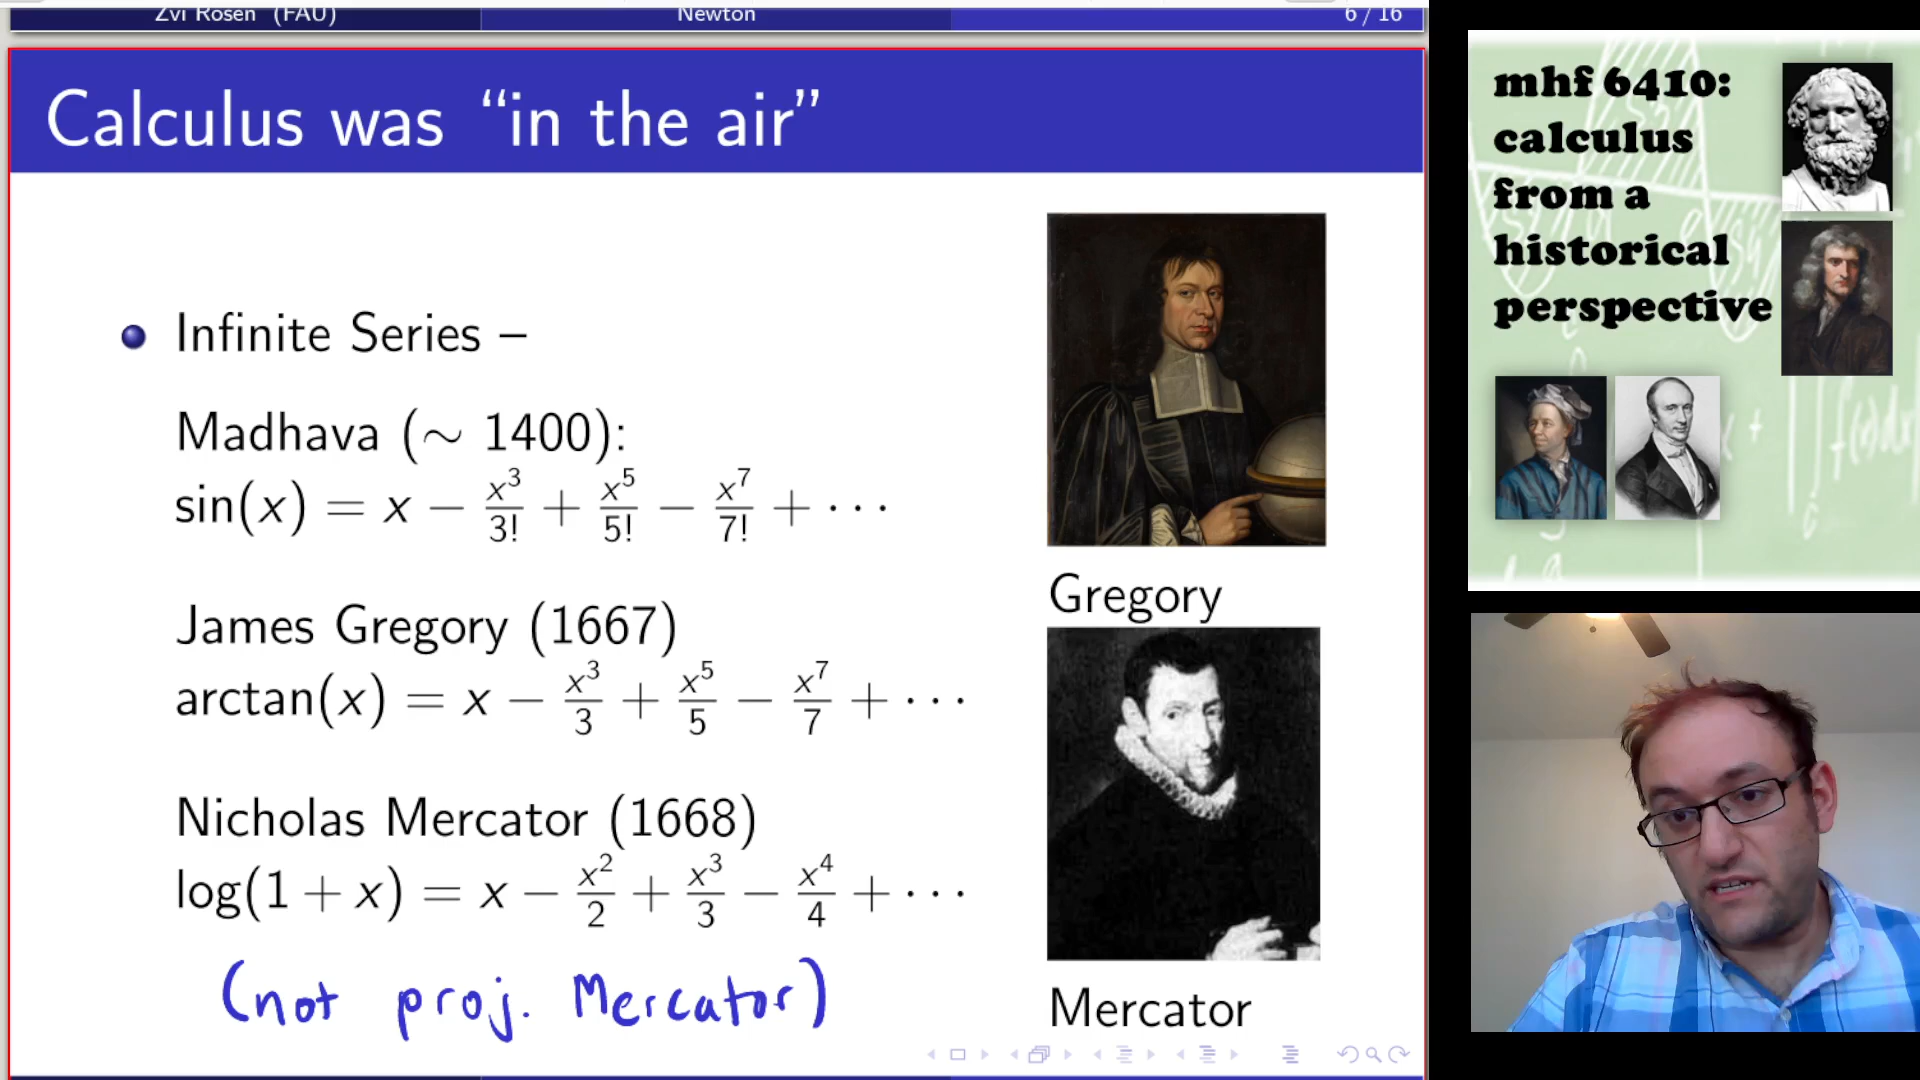 Zvi Rosen (FAU) Newton 6 / 16
Calculus was “in the air”
Infinite Series –
Madhava (∼ 1400):
sin(x) = x − x³/3! + x⁵/5! − x⁷/7! + ···
James Gregory (1667)
arctan(x) = x − x³/3 + x⁵/5 − x⁷/7 + ···
Nicholas Mercator (1668)
log(1 + x) = x − x²/2 + x³/3 − x⁴/4 + ···
(not proj. Mercator)
Gregory
Mercator
mhf 6410:
calculus
from a
historical
perspective